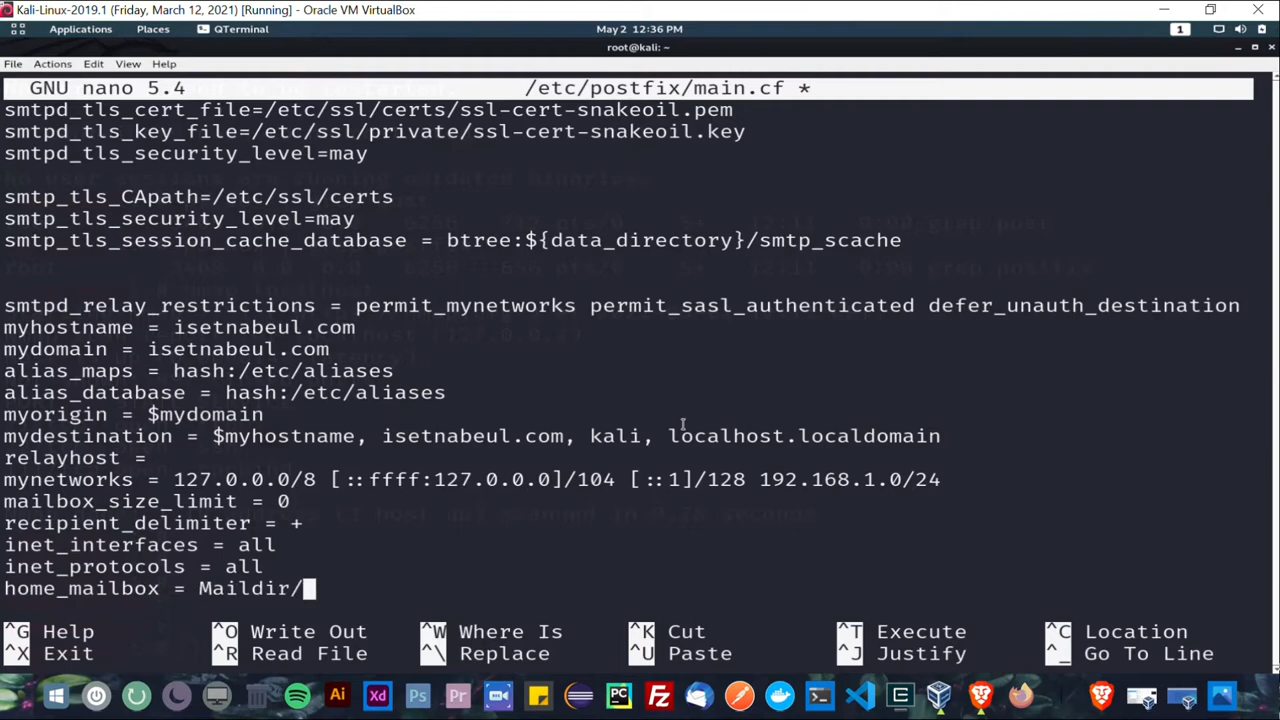 Kali-Linux-2019.1 (Friday, March 12, 2021) [Running] - Oracle VM VirtualBox
Applications Places QTerminal May 2 12:36 PM 1
root@kali: ~
File Actions Edit View Help
GNU nano 5.4 /etc/postfix/main.cf *
smtpd_tls_cert_file=/etc/ssl/certs/ssl-cert-snakeoil.pem
smtpd_tls_key_file=/etc/ssl/private/ssl-cert-snakeoil.key
smtpd_tls_security_level=may
smtp_tls_CApath=/etc/ssl/certs
smtp_tls_security_level=may
smtp_tls_session_cache_database = btree:${data_directory}/smtp_scache
smtpd_relay_restrictions = permit_mynetworks permit_sasl_authenticated defer_unauth_destination
myhostname = isetnabeul.com
mydomain = isetnabeul.com
alias_maps = hash:/etc/aliases
alias_database = hash:/etc/aliases
myorigin = $mydomain
mydestination = $myhostname, isetnabeul.com, kali, localhost.localdomain
relayhost =
mynetworks = 127.0.0.0/8 [::ffff:127.0.0.0]/104 [::1]/128 192.168.1.0/24
mailbox_size_limit = 0
recipient_delimiter = +
inet_interfaces = all
inet_protocols = all
home_mailbox = Maildir/
^G Help ^O Write Out ^W Where Is ^K Cut ^T Execute ^C Location
^X Exit ^R Read File ^\ Replace ^U Paste ^J Justify ^_ Go To Line
Ai Xd Ps Pr PC Fz